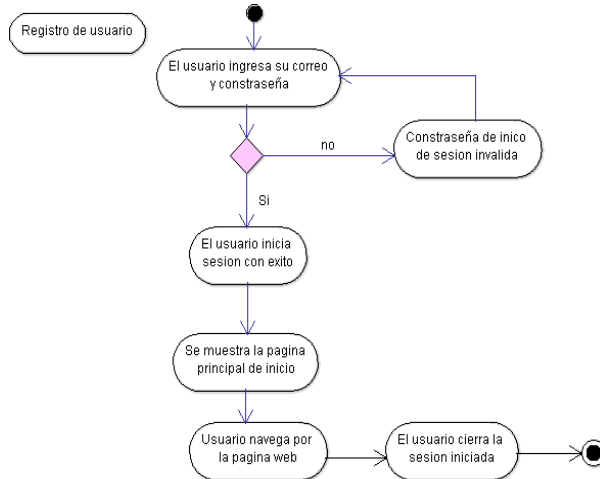 Registro de usuario
El usuario ingresa su correo
y constraseña
no
Constraseña de inico
de sesion invalida
Si
El usuario inicia
sesion con exito
Se muestra la pagina
principal de inicio
Usuario navega por
la pagina web
El usuario cierra la
sesion iniciada